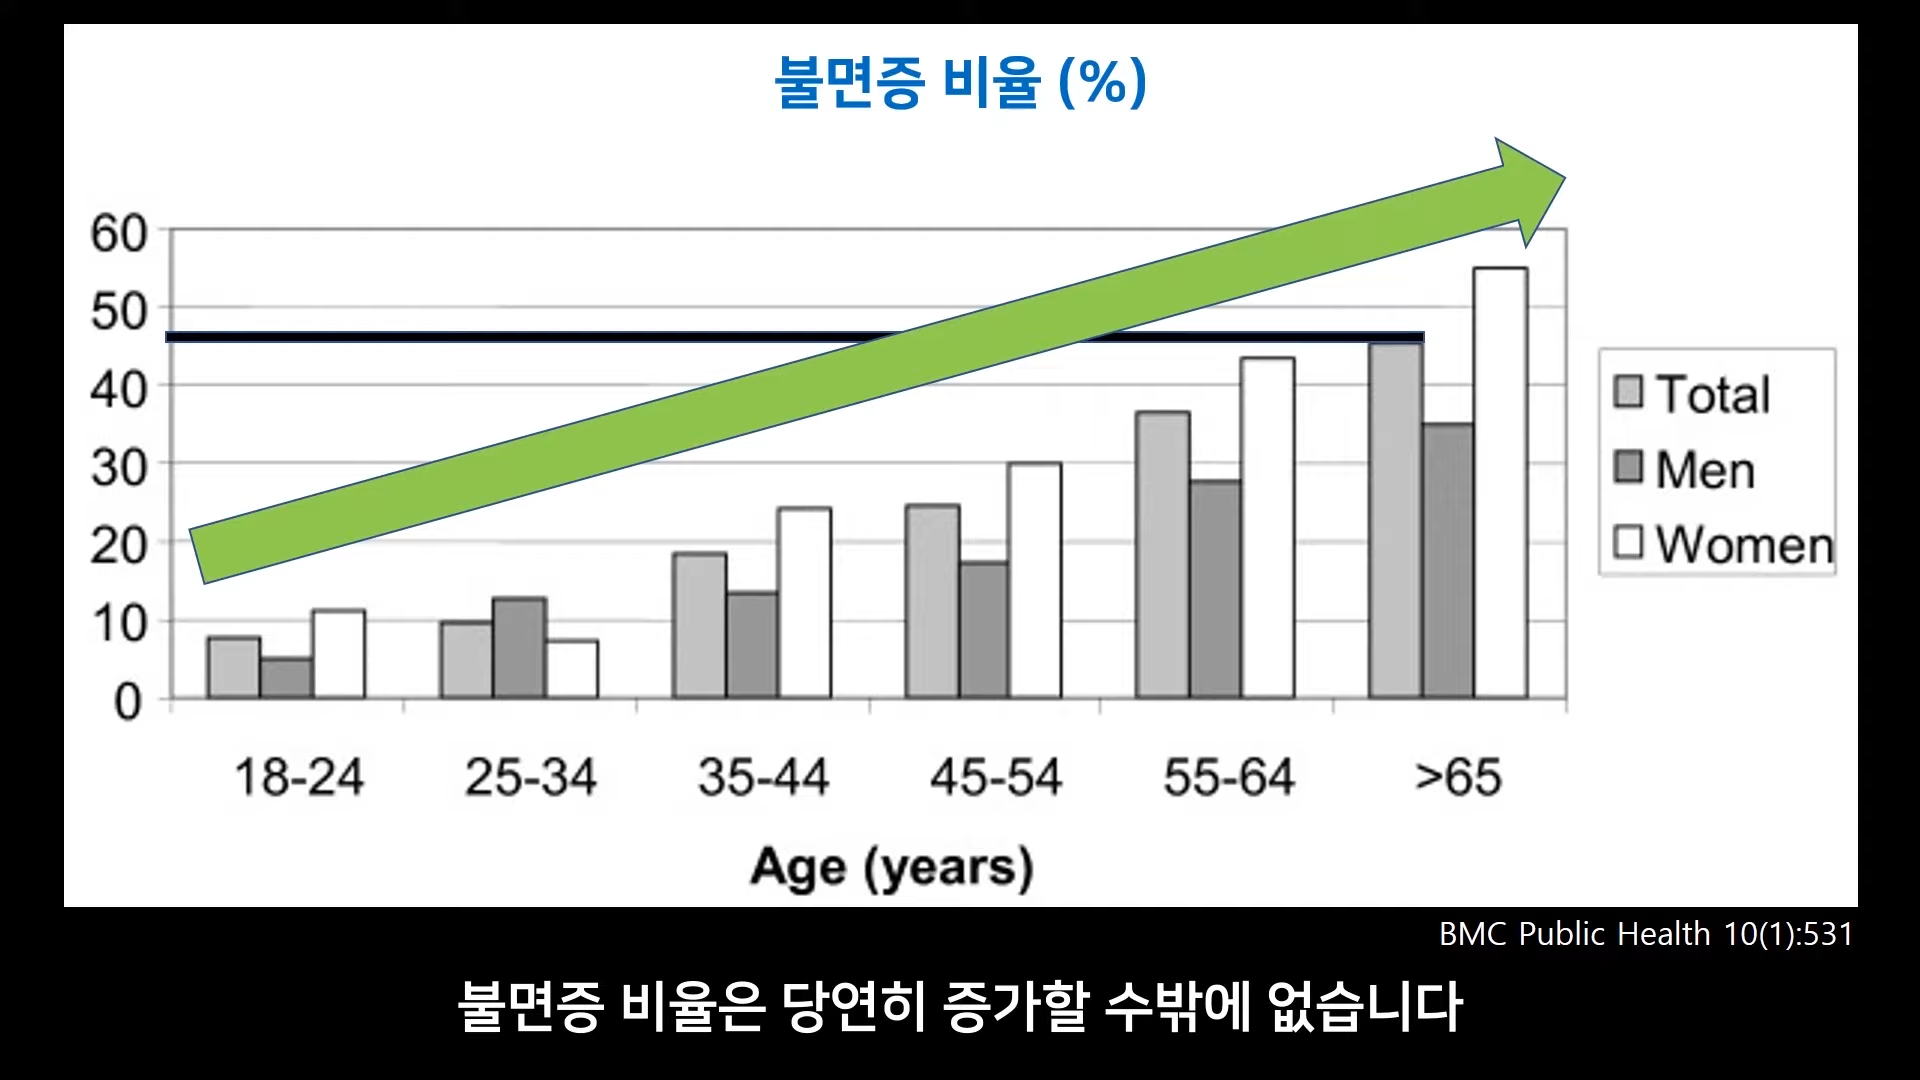 불면증 비율 (%)
60
50
40
30
20
10
0
18-24 25-34 35-44 45-54 55-64 >65
Age (years)
Total
Men
Women
BMC Public Health 10(1):531
불면증 비율은 당연히 증가할 수밖에 없습니다